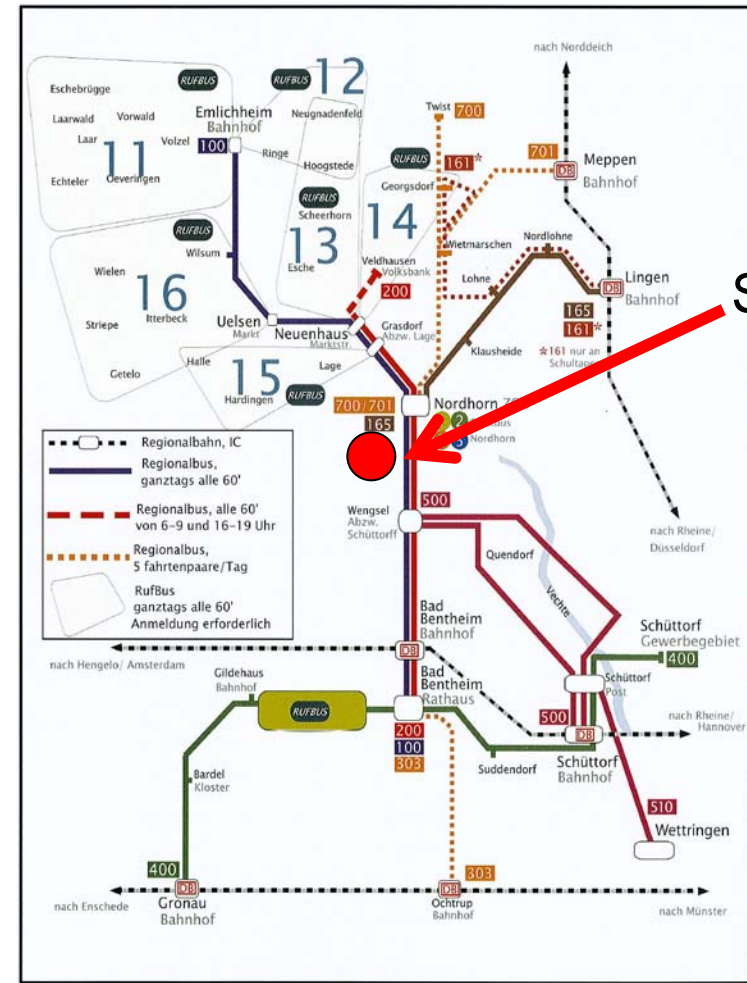 nach Norddeich
RUFBUS
RUFBUS
12
Eschebrügge
Twist 700
Laarwald Vorwald
Emlichheim
Bahnhof
Neugnadenfeld
Laar
Volzel
100
Ringe
Hoogstede
11
Echteler Oeveringen
RUFBUS
161*
701
Meppen
Bahnhof
Georgsdorf
14
RUFBUS
Scheerhorn
13
Esche
RUFBUS
Wilsum
Wielen
16
Itterbeck
Striepe
Getelo
Veldhausen
Volksbank
200
Wietmarschen
Nordlohne
Lohne
Lingen
Bahnhof
165
161*
*161 nur an
Uelsen
Markt
Neuenhaus
Marktstr.
Grasdorf
Abzw. Lage
Klausheide
Halle
Lage
15
Hardingen
RUFBUS
S
700/701
165
Nordhorn
2
Nordhorn
Regionalbahn, IC
Regionalbus,
ganztags alle 60'
Regionalbus, alle 60'
von 6-9 und 16-19 Uhr
Regionalbus,
5 fahrtenpaare/Tag
RufBus
ganztags alle 60'
Anmeldung erforderlich
Wengsel
Abzw.
Schüttorff
500
Quendorf
Vechte
nach Rheine/
Düsseldorf
Bad
Bentheim
Bahnhof
DB
Schüttorf
Gewerbegebiet
400
nach Hengelo/ Amsterdam
Gildehaus
Bahnhof
RUFBUS
Bad
Bentheim
Rathaus
200
100
303
Schüttorf
Post
500
DB
Schüttorf
Bahnhof
nach Rheine/
Hannover
Suddendorf
Bardel
Kloster
510
Wettringen
400
DB
Gronau
Bahnhof
nach Enschede
303
DB
Ochtrup
Bahnhof
nach Münster